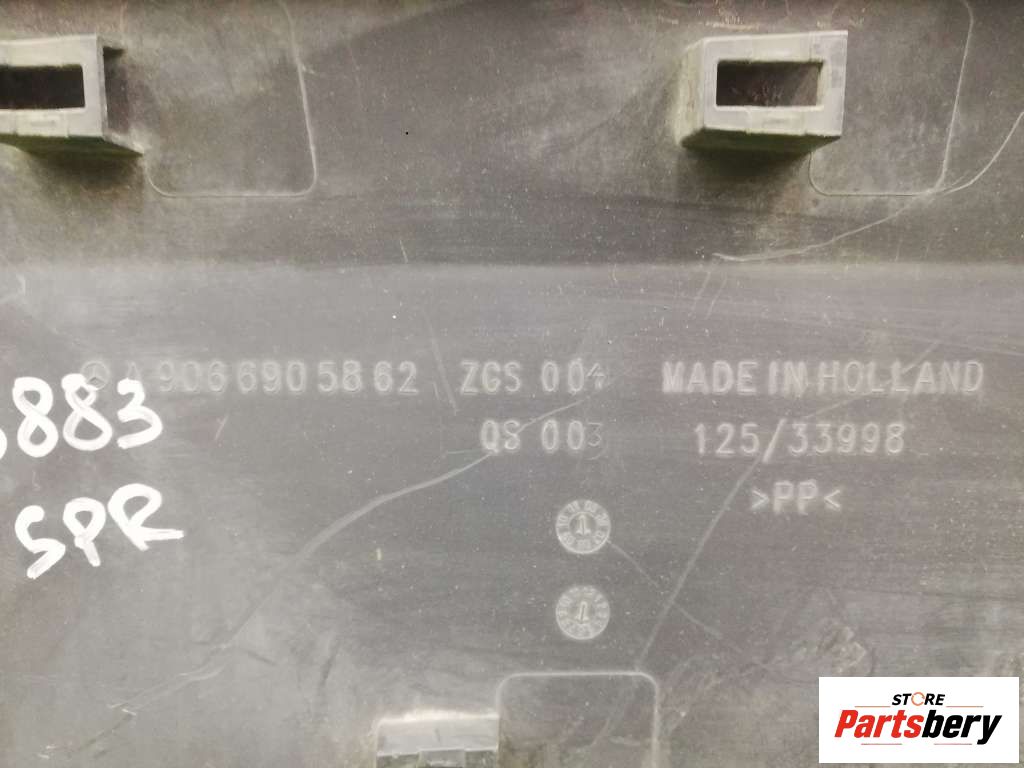 A 906 690 58 62 ZGS 004 MADE IN HOLLAND
QS 003 125/33998
>PP<
883
SPR
STORE
Partsbery